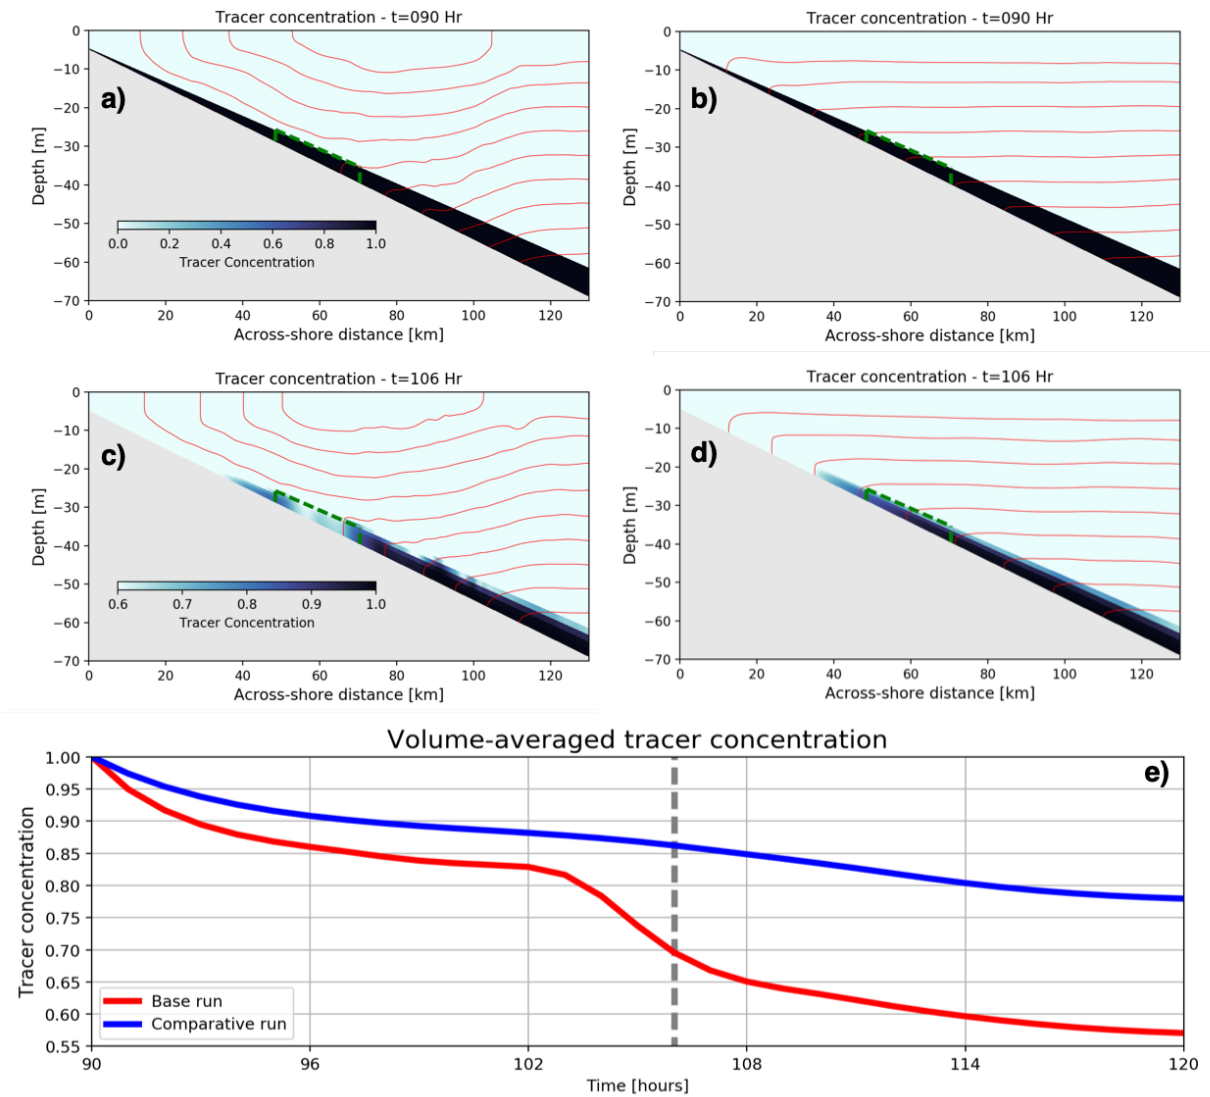 Tracer concentration - t=090 Hr
a)
0
−10
−20
−30
−40
−50
−60
−70
Depth [m]
0.0 0.2 0.4 0.6 0.8 1.0
Tracer Concentration
0 20 40 60 80 100 120
Across-shore distance [km]
Tracer concentration - t=090 Hr
b)
0
−10
−20
−30
−40
−50
−60
−70
Depth [m]
0 20 40 60 80 100 120
Across-shore distance [km]
Tracer concentration - t=106 Hr
c)
0
−10
−20
−30
−40
−50
−60
−70
Depth [m]
0.6 0.7 0.8 0.9 1.0
Tracer Concentration
0 20 40 60 80 100 120
Across-shore distance [km]
Tracer concentration - t=106 Hr
d)
0
−10
−20
−30
−40
−50
−60
−70
Depth [m]
0 20 40 60 80 100 120
Across-shore distance [km]
Volume-averaged tracer concentration
e)
1.00
0.95
0.90
0.85
0.80
0.75
0.70
0.65
0.60
0.55
Tracer concentration
Base run
Comparative run
90 96 102 108 114 120
Time [hours]